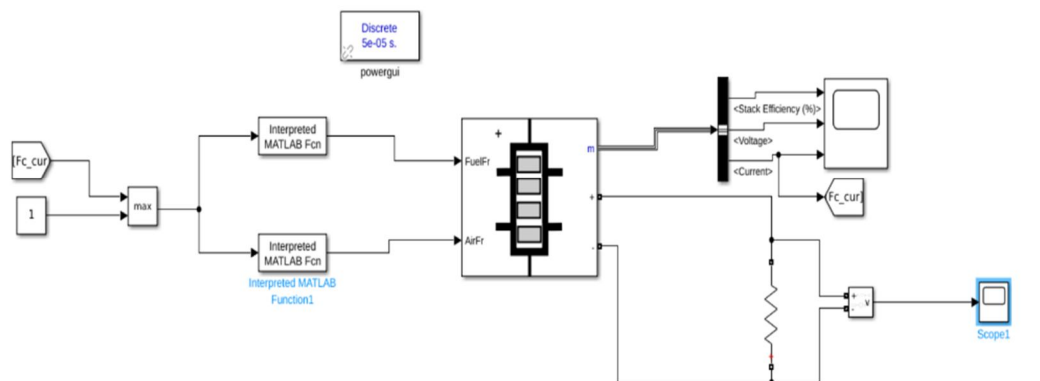 Discrete
5e-05 s.
powergui
[Fc_cur
1
max
Interpreted
MATLAB Fcn
Interpreted
MATLAB Fcn
Interpreted MATLAB
Function1
+
FuelFr
AirFr
m
+
-
<Stack Efficiency (%)>
<Voltage>
<Current>
Fc_cur]
+
-
v
Scope1